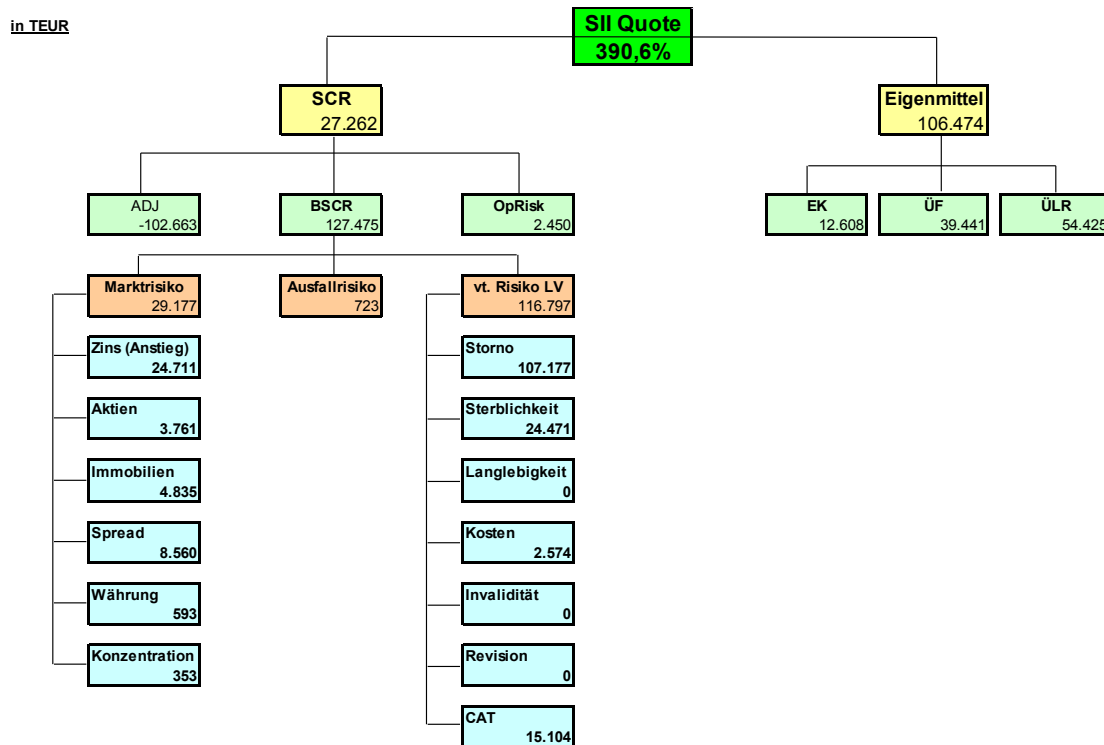 in TEUR
SII Quote
390,6%
SCR
27.262
Eigenmittel
106.474
ADJ
-102.663
BSCR
127.475
OpRisk
2.450
EK
12.608
ÜF
39.441
ÜLR
54.425
Marktrisiko
29.177
Ausfallrisiko
723
vt. Risiko LV
116.797
Zins (Anstieg)
24.711
Storno
107.177
Aktien
3.761
Sterblichkeit
24.471
Immobilien
4.835
Langlebigkeit
0
Spread
8.560
Kosten
2.574
Währung
593
Invalidität
0
Konzentration
353
Revision
0
CAT
15.104